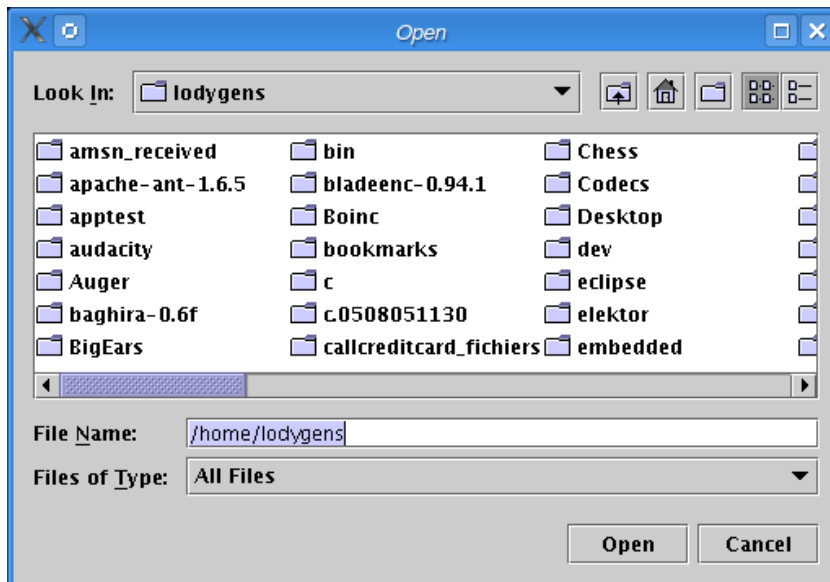 Open
Look In: lodygens
amsn_received bin Chess
apache-ant-1.6.5 bladeenc-0.94.1 Codecs
apptest Boinc Desktop
audacity bookmarks dev
Auger c eclipse
baghira-0.6f c.0508051130 elektor
BigEars callcreditcard_fichiers embedded
File Name: /home/lodygens
Files of Type: All Files
Open Cancel